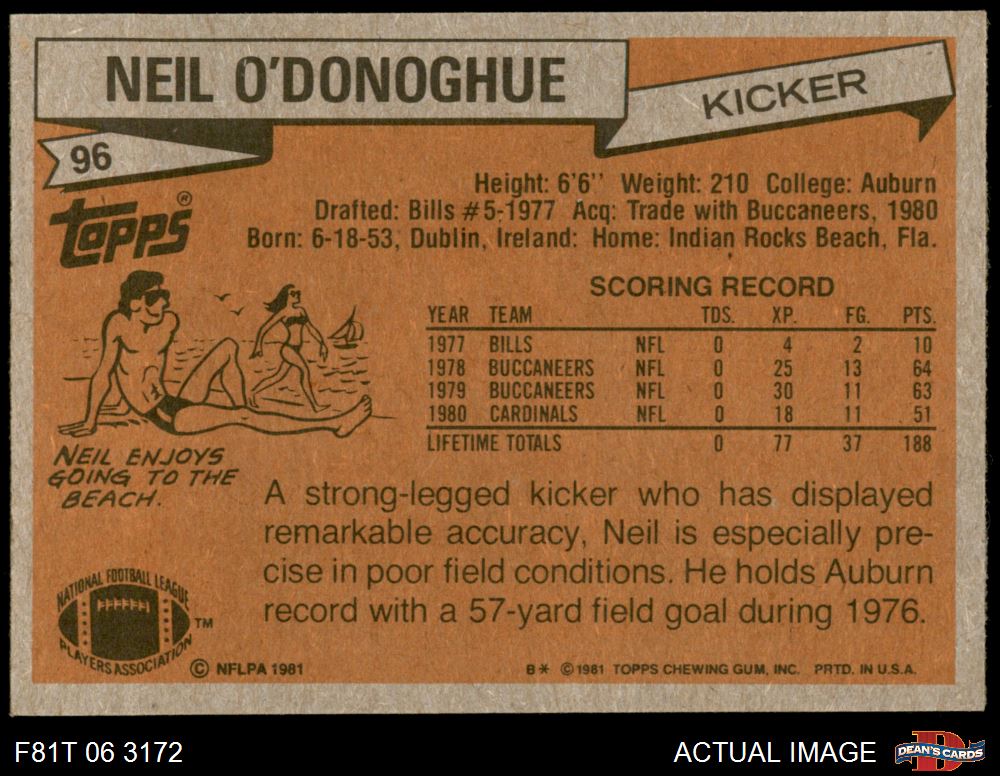 NEIL O'DONOGHUE
KICKER
96
TOPPS®
Height: 6'6'' Weight: 210 College: Auburn
Drafted: Bills #5-1977 Acq: Trade with Buccaneers, 1980
Born: 6-18-53, Dublin, Ireland: Home: Indian Rocks Beach, Fla.
SCORING RECORD
YEAR TEAM TDS. XP. FG. PTS.
1977 BILLS NFL 0 4 2 10
1978 BUCCANEERS NFL 0 25 13 64
1979 BUCCANEERS NFL 0 30 11 63
1980 CARDINALS NFL 0 18 11 51
LIFETIME TOTALS 0 77 37 188
NEIL ENJOYS
GOING TO THE
BEACH.
A strong-legged kicker who has displayed
remarkable accuracy, Neil is especially pre-
cise in poor field conditions. He holds Auburn
record with a 57-yard field goal during 1976.
NATIONAL FOOTBALL LEAGUE
PLAYERS ASSOCIATION
TM
© NFLPA 1981
B* ©1981 TOPPS CHEWING GUM, INC. PRTD. IN U.S.A.
F81T 06 3172
ACTUAL IMAGE
DEAN'S CARDS